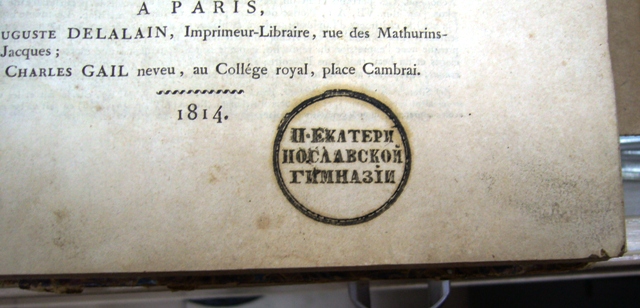 A PARIS,
UGUSTE DELALAIN, Imprimeur-Libraire, rue des Mathurins-
Jacques ;
CHARLES GAIL neveu, au Collége royal, place Cambrai.
1814.
П·ЕКАТЕРИ
НОСЛАВСКОЙ
ГИМНАЗІИ